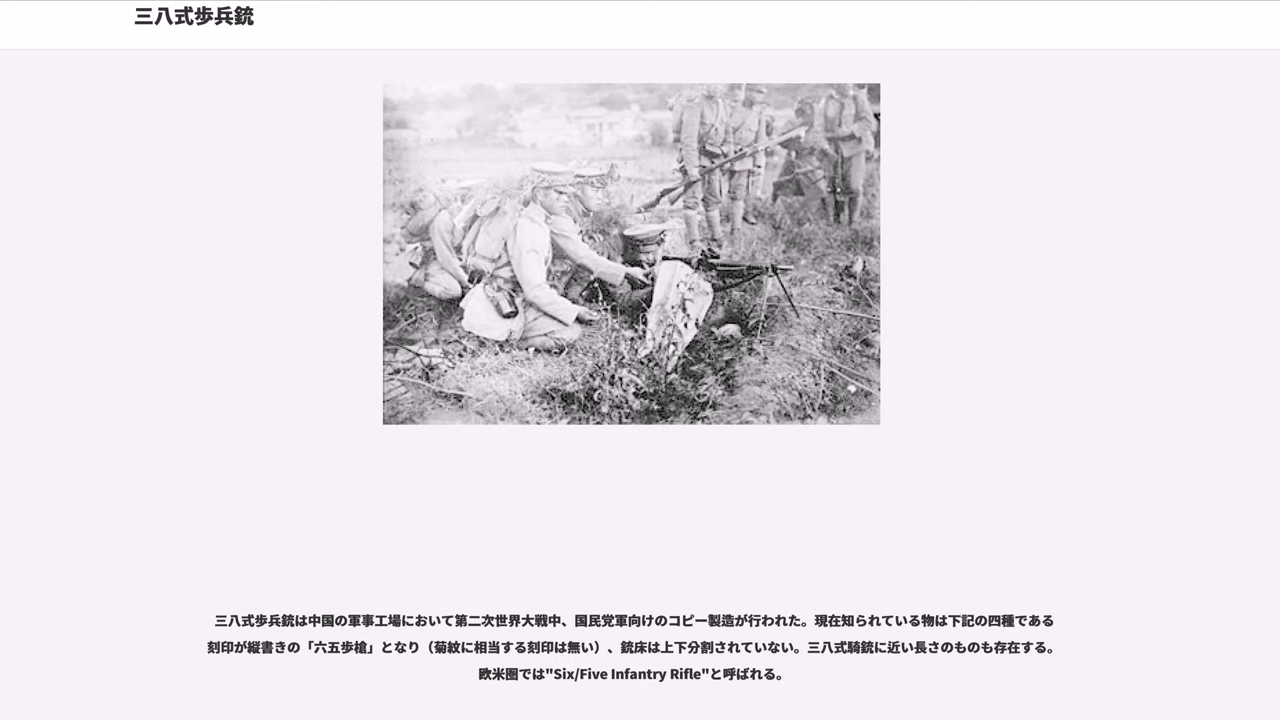 三八式歩兵銃
三八式歩兵銃は中国の軍事工場において第二次世界大戦中、国民党軍向けのコピー製造が行われた。現在知られている物は下記の四種である
刻印が縦書きの「六五歩槍」となり（菊紋に相当する刻印は無い）、銃床は上下分割されていない。三八式騎銃に近い長さのものも存在する。
欧米圏では"Six/Five Infantry Rifle"と呼ばれる。